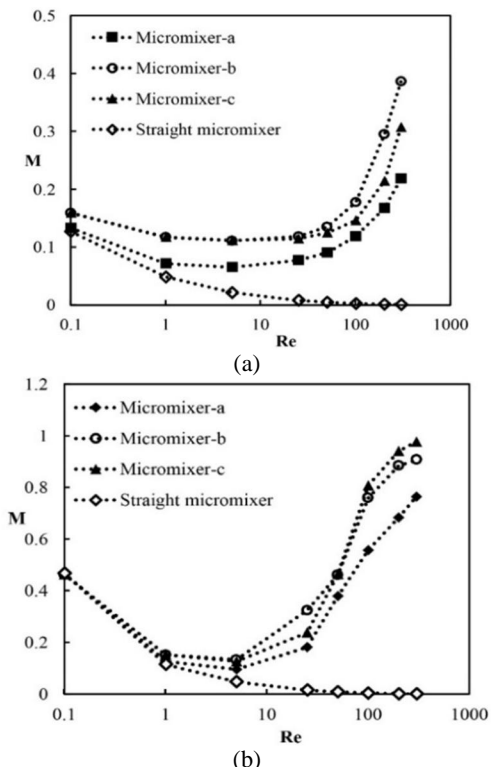 0.5
Micromixer-a
Micromixer-b
0.4
Micromixer-c
Straight micromixer
0.3
M
0.2
0.1
0
0.1 1 10 100 1000
Re
(a)
1.2
Micromixer-a
1
Micromixer-b
Micromixer-c
0.8
Straight micromixer
M
0.6
0.4
0.2
0
0.1 1 10 100 1000
Re
(b)